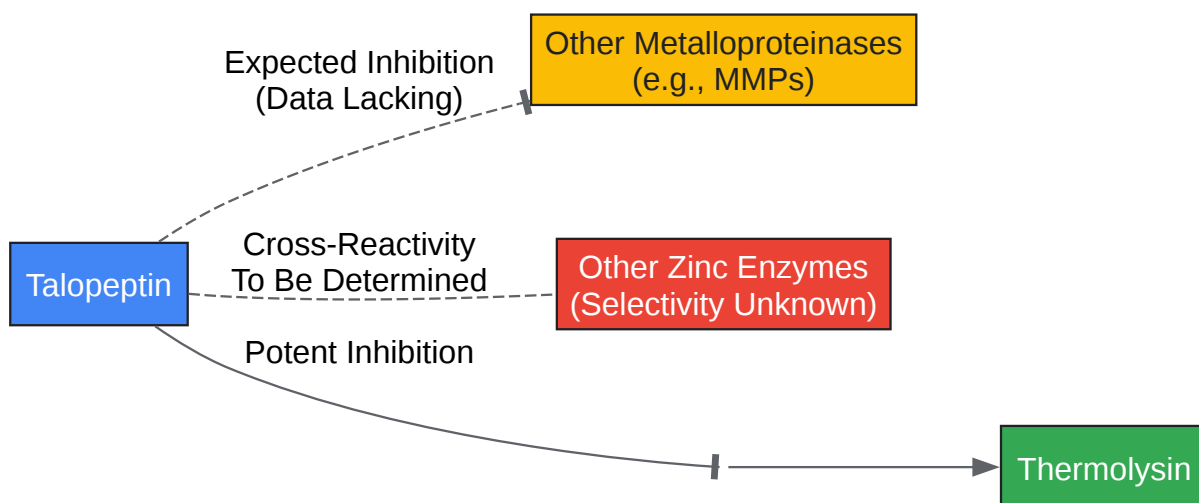 Expected Inhibition
(Data Lacking)
Other Metalloproteinases
(e.g., MMPs)
Talopeptin
Cross-Reactivity
To Be Determined
Other Zinc Enzymes
(Selectivity Unknown)
Potent Inhibition
Thermolysin